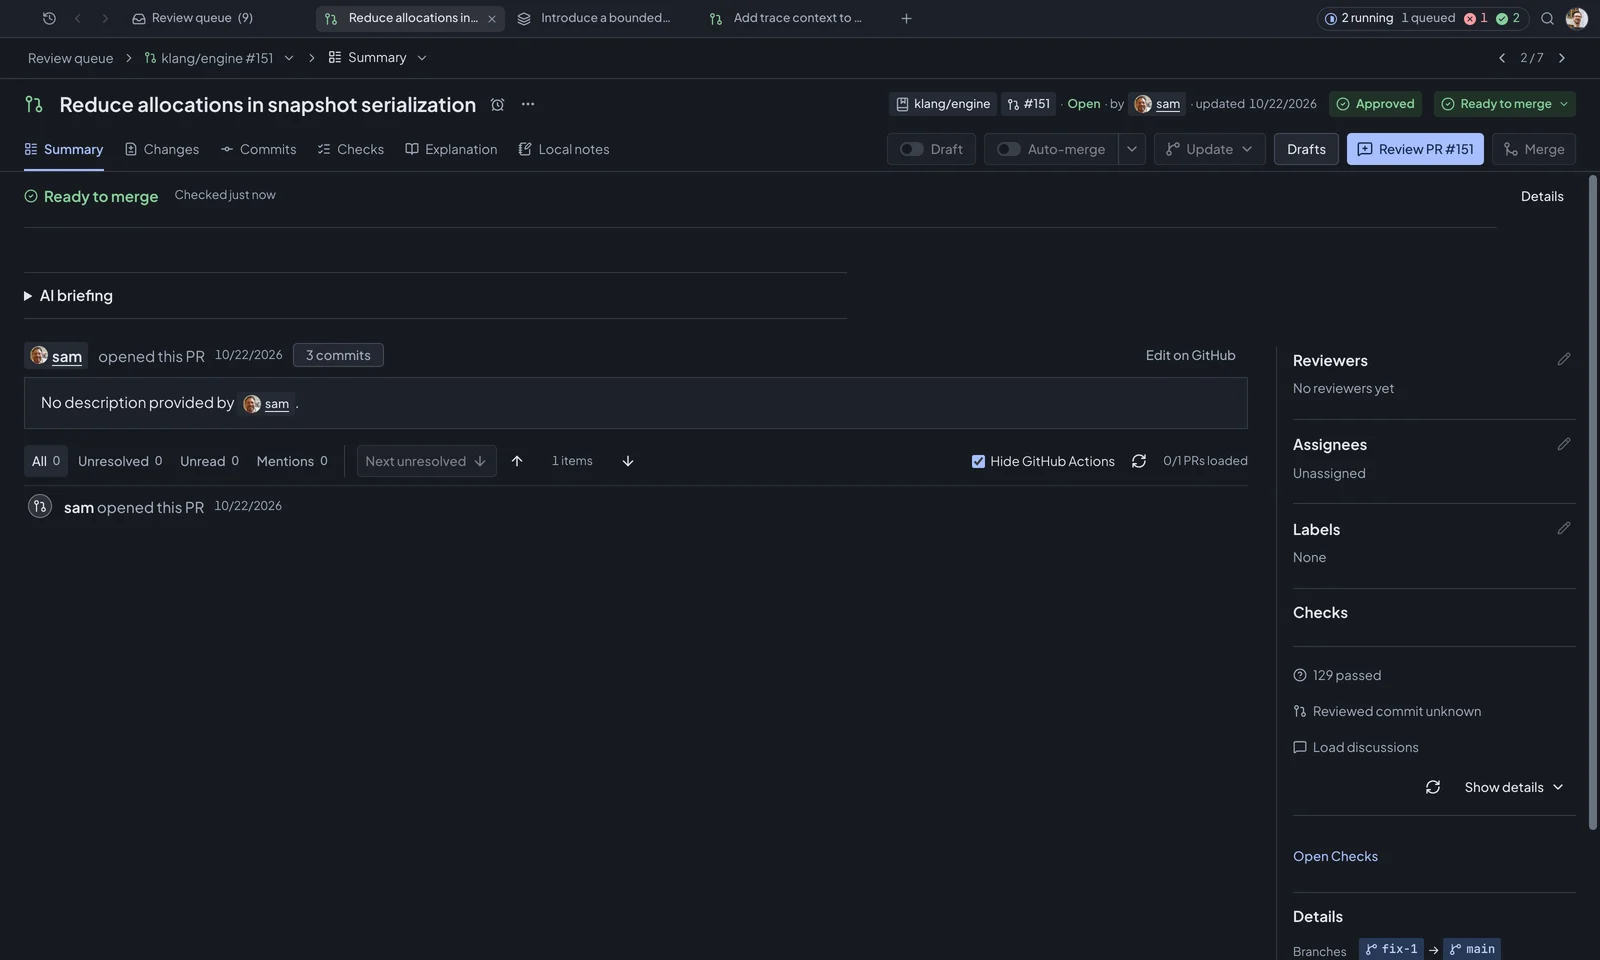 Review queue (9)
Reduce allocations in...
Introduce a bounded...
Add trace context to ...
2 running 1 queued 1 2
Review queue
klang/engine #151
Summary
2 / 7
Reduce allocations in snapshot serialization
klang/engine #151 · Open · by sam · updated 10/22/2026
Approved
Ready to merge
Summary
Changes
Commits
Checks
Explanation
Local notes
Draft
Auto-merge
Update
Drafts
Review PR #151
Merge
Ready to merge
Checked just now
Details
AI briefing
sam opened this PR 10/22/2026 3 commits
Edit on GitHub
No description provided by sam .
All 0
Unresolved 0
Unread 0
Mentions 0
Next unresolved
1 items
Hide GitHub Actions
0/1 PRs loaded
sam opened this PR 10/22/2026
Reviewers
No reviewers yet
Assignees
Unassigned
Labels
None
Checks
129 passed
Reviewed commit unknown
Load discussions
Show details
Open Checks
Details
Branches fix-1 → main